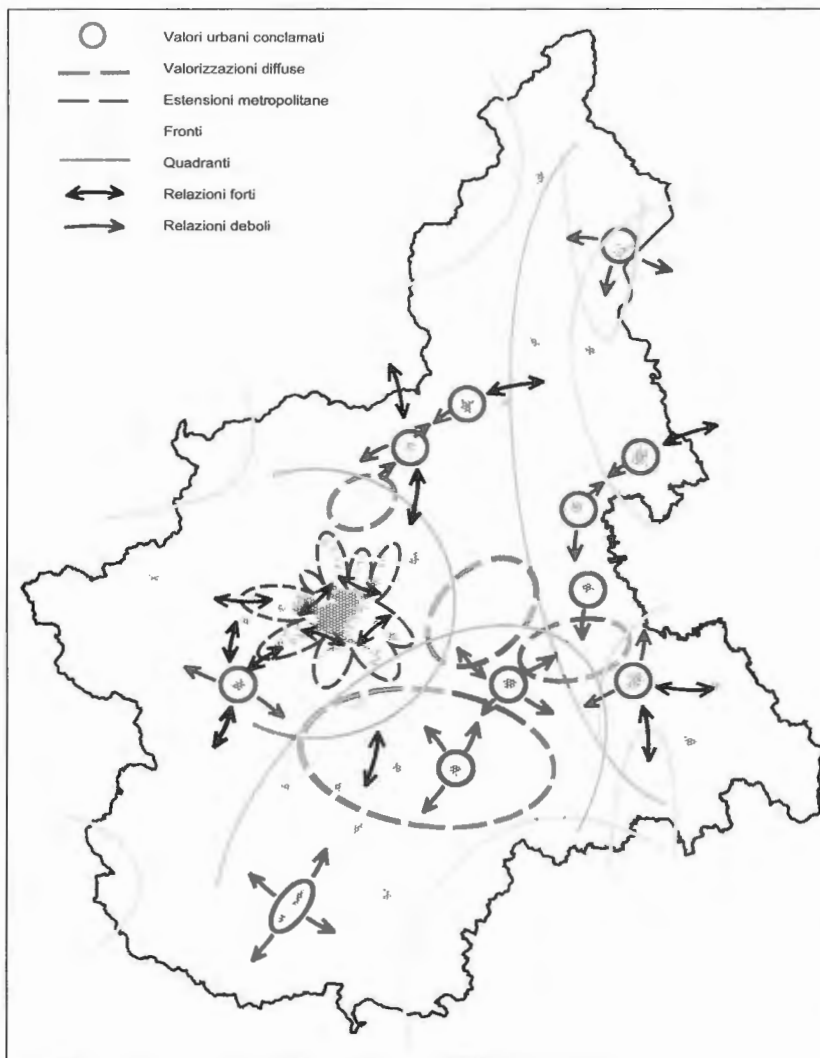 Valori urbani conclamati
Valorizzazioni diffuse
Estensioni metropolitane
Fronti
Quadranti
Relazioni forti
Relazioni deboli